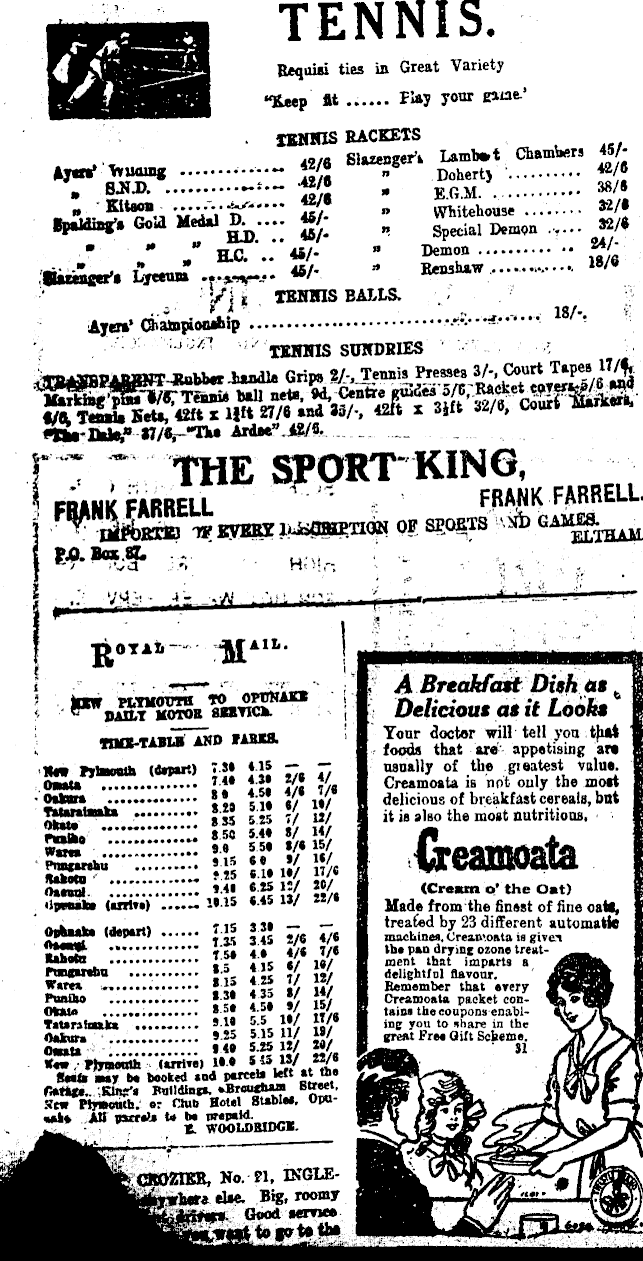 TENNIS.
Requisi ties in Great Variety
"Keep fit ...... Play your game.'
TENNIS RACKETS
Ayers' Wilding ............... 42/6
„ S.N.D. ................. 42/6
„ Kitson ................. 42/6
Spalding's Gold Medal D. .... 45/-
„ „ „ H.D. .. 45/-
„ „ „ H.C. .. 45/-
Slazenger's Lyceum ........... 45/-
Slazenger's Lambert Chambers 45/-
„ Doherty ............ 42/6
„ E.G.M. ............ 38/6
„ Whitehouse ........ 32/6
„ Special Demon ..... 32/6
„ Demon ............ 24/-
„ Renshaw ............ 18/6
TENNIS BALLS.
Ayers' Championship ........................................ 18/-.
TENNIS SUNDRIES
TRANSPARENT Rubber handle Grips 2/-, Tennis Presses 3/-, Court Tapes 17/6,
Marking pins 6/6, Tennis ball nets, 9d, Centre guides 5/6, Racket covers 5/6 and
6/6, Tennis Nets, 42ft x 1½ft 27/6 and 35/-, 42ft x 3½ft 32/6, Court Markers,
"The Dale," 37/6, "The Ardee" 42/6.
THE SPORT KING,
FRANK FARRELL FRANK FARRELL.
IMPORTER OF EVERY DESCRIPTION OF SPORTS AND GAMES.
P.O. Box 37. ELTHAM
ROYAL MAIL.
NEW PLYMOUTH TO OPUNAKE
DAILY MOTOR SERVICE.
TIME-TABLE AND FARES.
New Pylmouth (depart) 7.30 4.15 — —
Omata ................ 7.40 4.30 2/6 4/
Oakura ............... 8 0 4.50 4/6 7/6
Tataraimaka .......... 8.20 5.10 6/ 10/
Okato ................ 8.35 5.25 7/ 12/
Puniho ............... 8.50 5.40 8/ 14/
Warea ................ 9.0 5.50 8/6 15/
Pungarehu ............ 9.15 6 0 9/ 16/
Rahotu ............... 9.25 6.10 10/ 17/6
Oaonui ............... 9.40 6.25 12/ 20/
Opunake (arrive) ...... 10.15 6.45 13/ 22/6
Opunake (depart) ...... 7.15 3.30 — —
Oaonui ............... 7.35 3.45 2/6 4/6
Rahotu ............... 7.50 4.0 4/6 7/6
Pungarehu ............ 8.5 4.15 6/ 10/
Warea ................ 8.15 4.25 7/ 12/
Puniho ............... 8.30 4.35 8/ 14/
Okato ................ 8.50 4.50 9/ 15/
Tataraimaka .......... 9.10 5.5 10/ 17/6
Oakura ............... 9.25 5.15 11/ 19/
Omata ................ 9.40 5.25 12/ 20/
New Plymouth (arrive) 10.0 5 45 13/ 22/6
Seats may be booked and parcels left at the
Garage, King's Buildings, Brougham Street,
New Plymouth, or Club Hotel Stables, Opu-
nake All parcels to be prepaid.
E. WOOLDRIDGE.
CROZIER, No. 21, INGLE-
anywhere else. Big, roomy
drivers. Good service
you want to go to the
A Breakfast Dish as
Delicious as it Looks
Your doctor will tell you that
foods that are appetising are
usually of the greatest value.
Creamoata is not only the most
delicious of breakfast cereals, but
it is also the most nutritious,
Creamoata
(Cream o' the Oat)
Made from the finest of fine oats,
treated by 23 different automatic
machines, Creamoata is given
the pan drying ozone treat-
ment that imparts a
delightful flavour.
Remember that every
Creamoata packet con-
tains the coupons enabl-
ing you to share in the
great Free Gift Scheme.
31